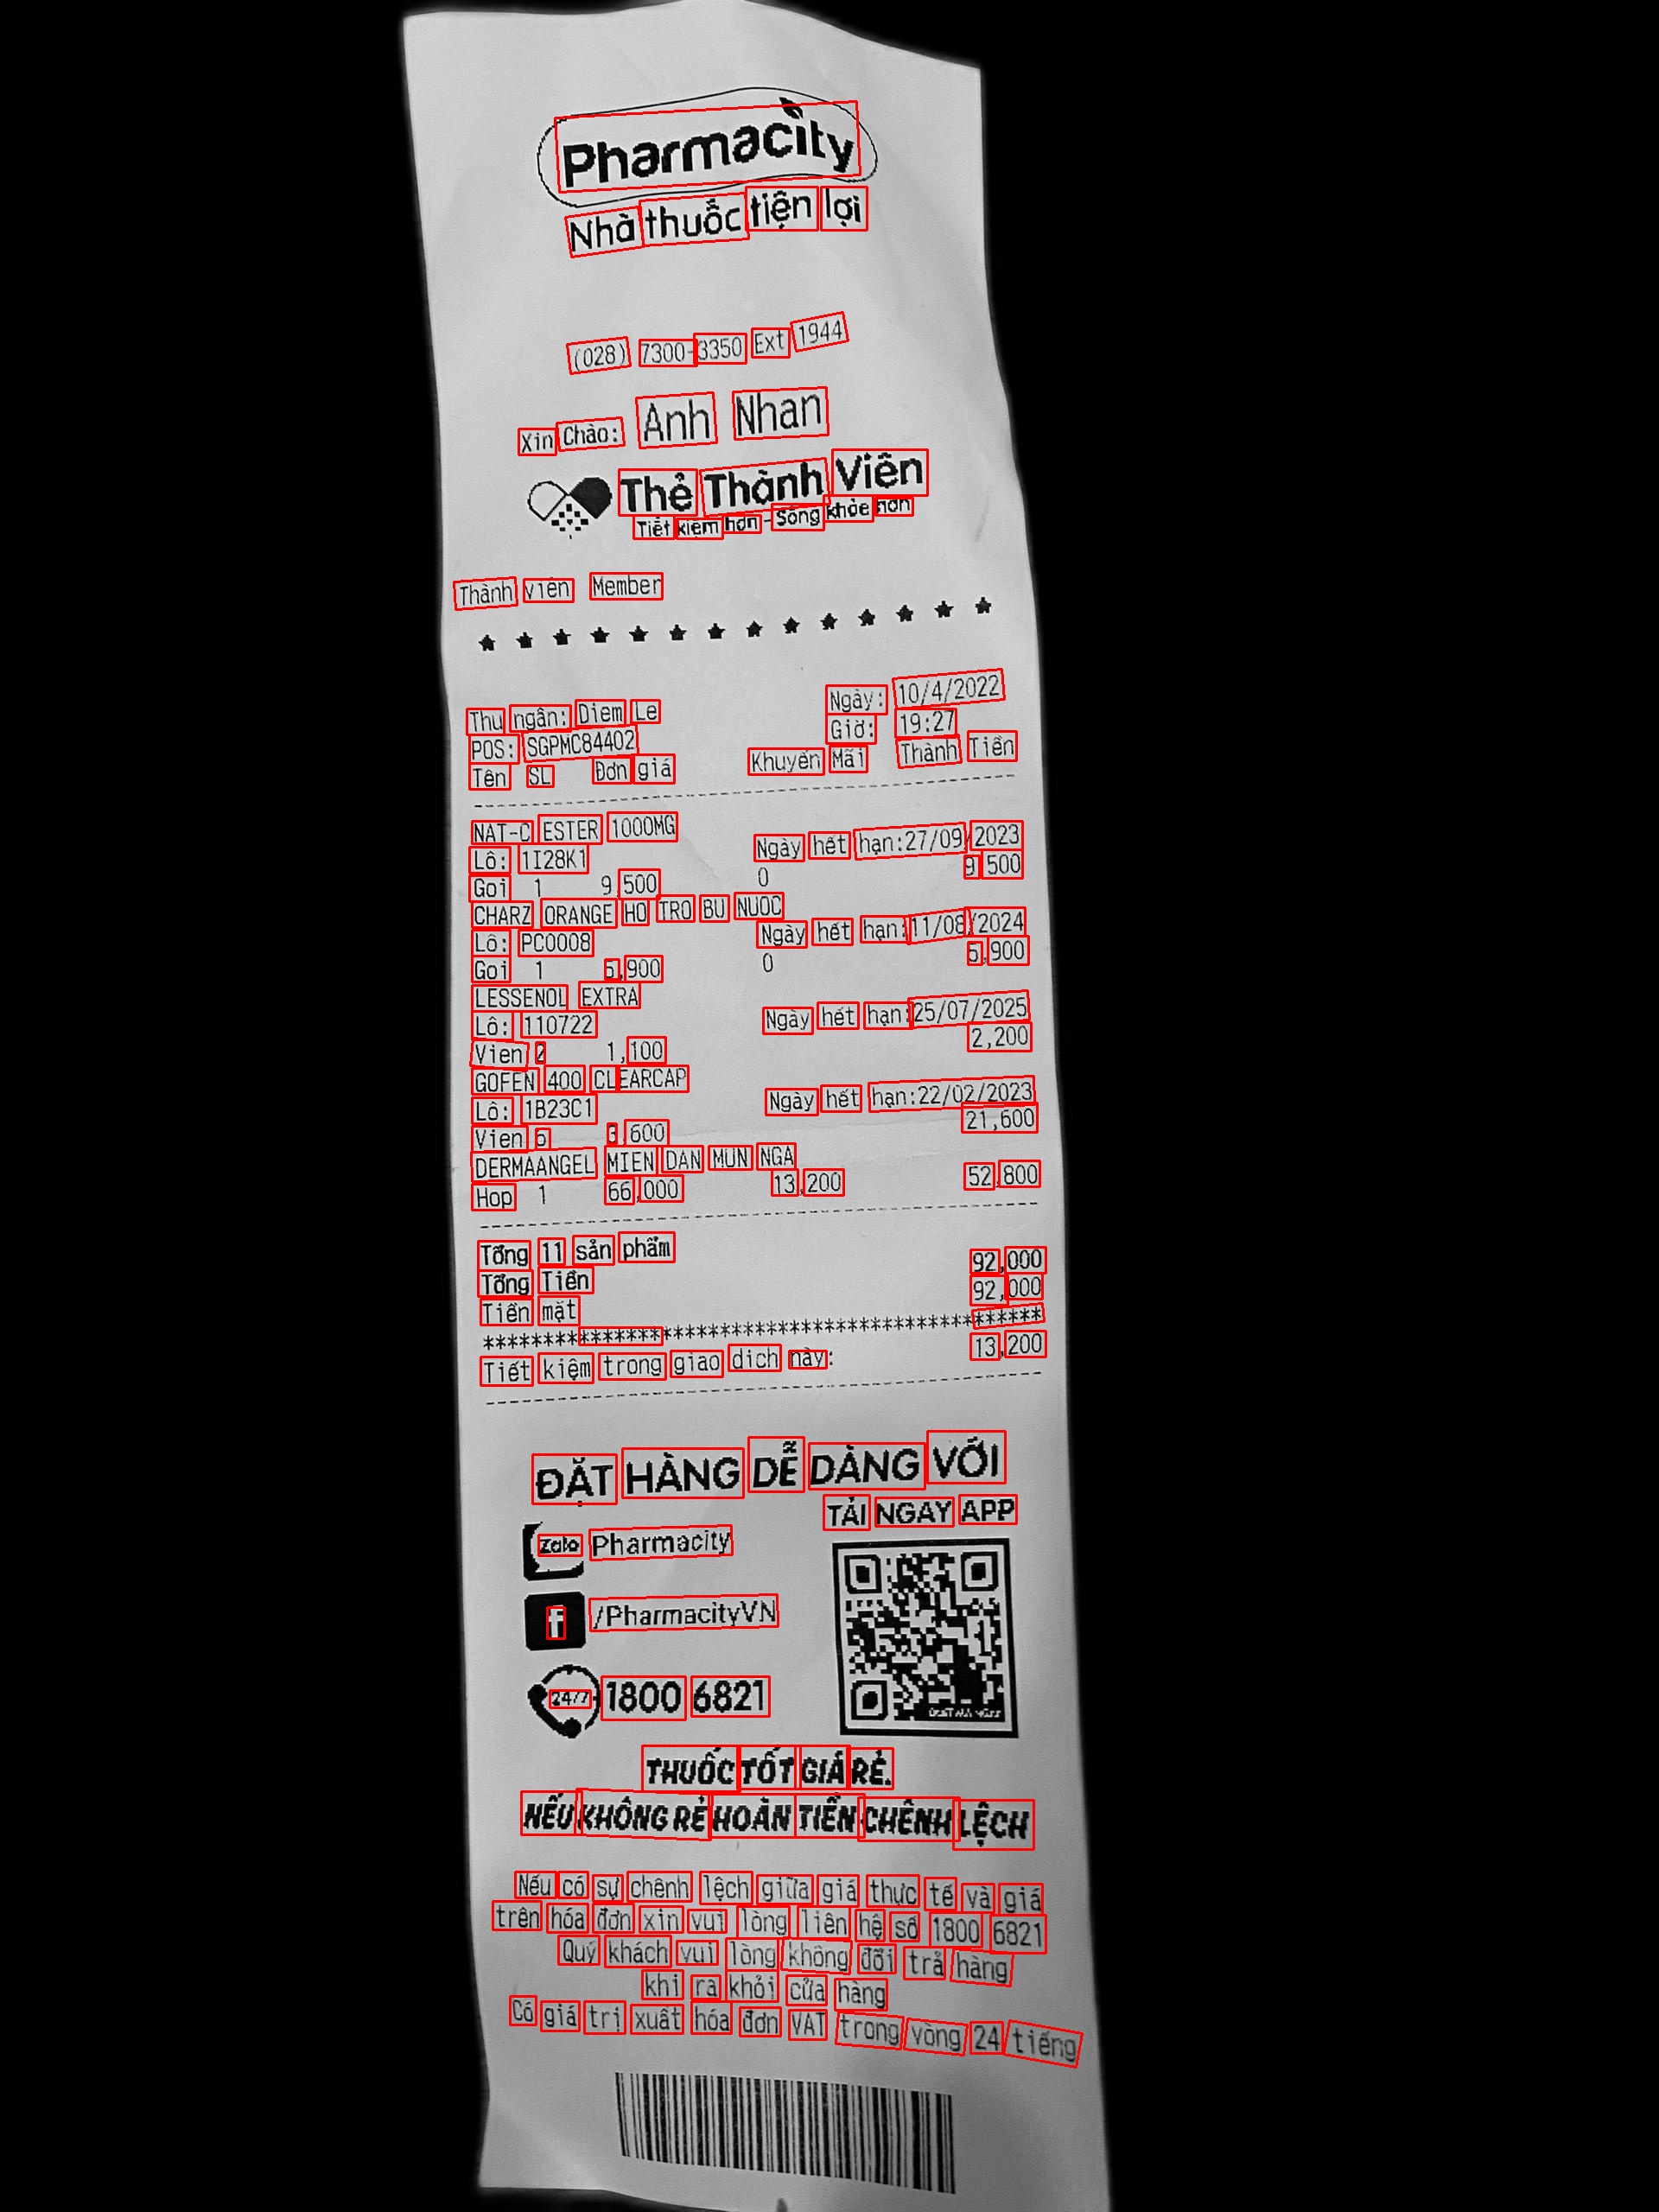 Pharmacity
Nhà thuốc tiện lợi
(028) 7300-3350 Ext 1944
Xin Chào: Anh Nhan
Thẻ Thành Viên
Tiết kiệm hơn - Sống khỏe hơn
Thành viên Member
Thu ngân: Diem Le Ngày: 10/4/2022
POS: SGPMC84402 Giờ: 19:27
Tên SL Đơn giá Khuyến Mãi Thành Tiền
NAT-C ESTER 1000MG
Lô: 1I28K1 Ngày hết hạn:27/09/2023
Goi 1 9,500 0 9,500
CHARZ ORANGE HO TRO BU NUOC
Lô: PC0008 Ngày hết hạn:11/08/2024
Goi 1 5,900 0 5,900
LESSENOL EXTRA
Lô: 110722 Ngày hết hạn:25/07/2025
Vien 2 1,100 2,200
GOFEN 400 CLEARCAP
Lô: 1B23C1 Ngày hết hạn:22/02/2023
Vien 6 3,600 21,600
DERMAANGEL MIEN DAN MUN NGA
Hop 1 66,000 13,200 52,800
Tổng 11 sản phẩm 92,000
Tổng Tiền 92,000
Tiền mặt
Tiết kiệm trong giao dich này: 13,200
ĐẶT HÀNG DỄ DÀNG VỚI
TẢI NGAY APP
Zalo Pharmacity
f /PharmacityVN
24/7 1800 6821
THUỐC TỐT GIÁ RẺ.
NẾU KHÔNG RẺ HOÀN TIỀN CHÊNH LỆCH
Nếu có sự chênh lệch giữa giá thực tế và giá
trên hóa đơn xin vui lòng liên hệ số 1800 6821
Quý khách vui lòng không đổi trả hàng
khi ra khỏi cửa hàng
Có giá trị xuất hóa đơn VAT trong vòng 24 tiếng